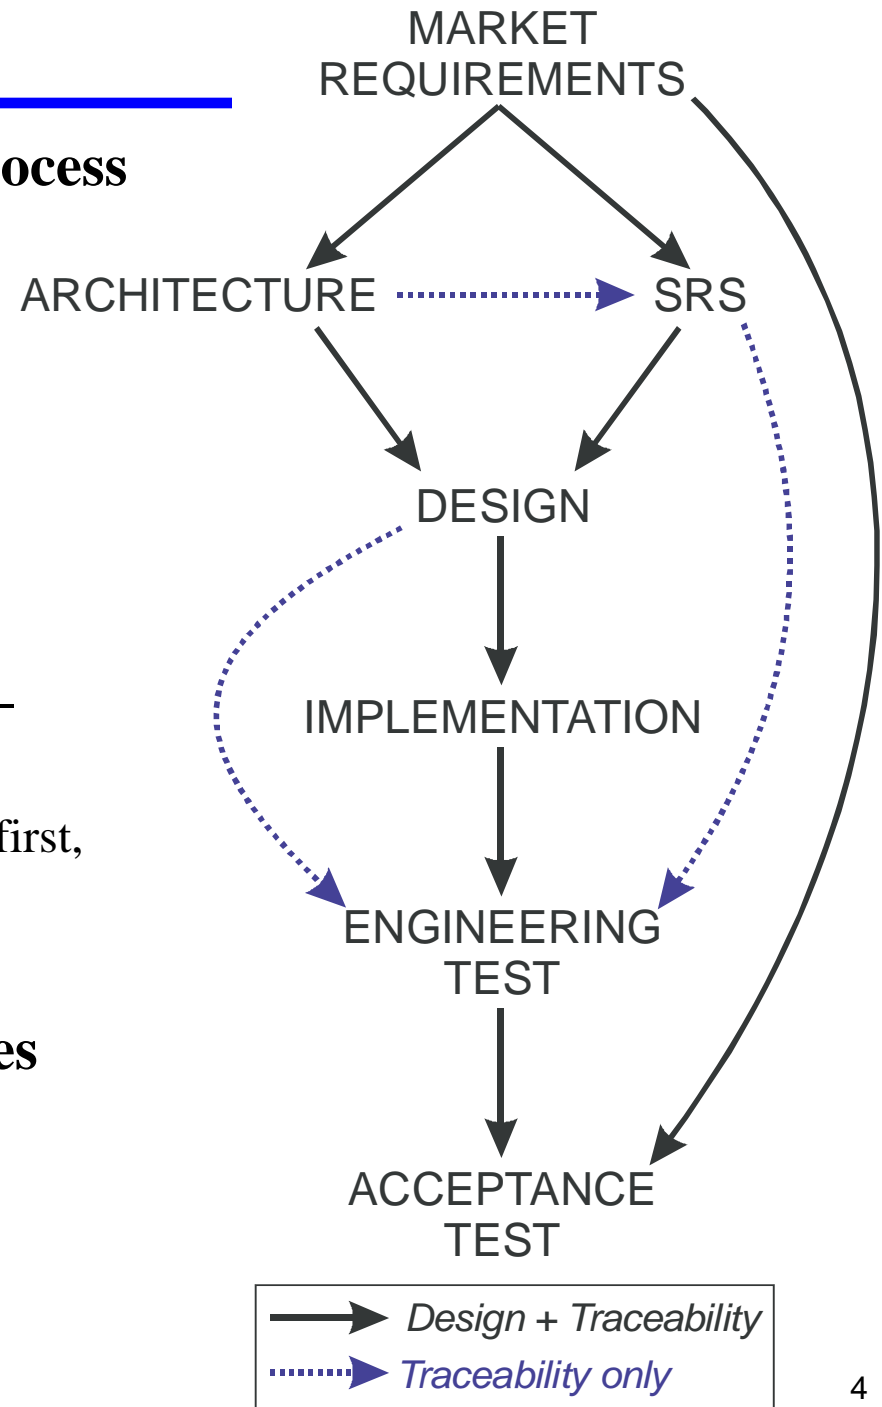 MARKET
REQUIREMENTS
ocess
ARCHITECTURE
SRS
DESIGN
IMPLEMENTATION
first,
ENGINEERING
TEST
es
ACCEPTANCE
TEST
Design + Traceability
Traceability only
4